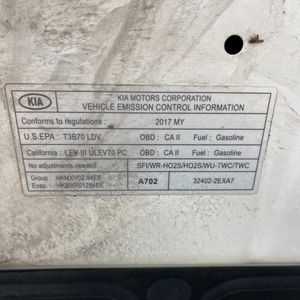 KIA
KIA MOTORS CORPORATION
VEHICLE EMISSION CONTROL INFORMATION
Conforms to regulations : 2017 MY
U.S.EPA : T3B70 LDV OBD : CA II Fuel : Gasoline
California : LEV III ULEV70 PC OBD : CA II Fuel : Gasoline
No adjustments needed. SFI/WR-HO2S/HO2S/WU-TWC/TWC
Group : A702 32402-2EXA7
Evap. :